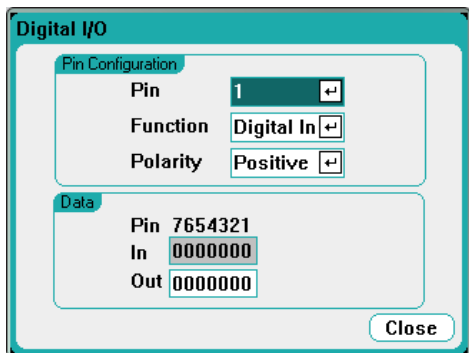 Digital I/O
Pin Configuration
Pin 1
Function Digital In
Polarity Positive
Data
Pin 7654321
In 0000000
Out 0000000
Close